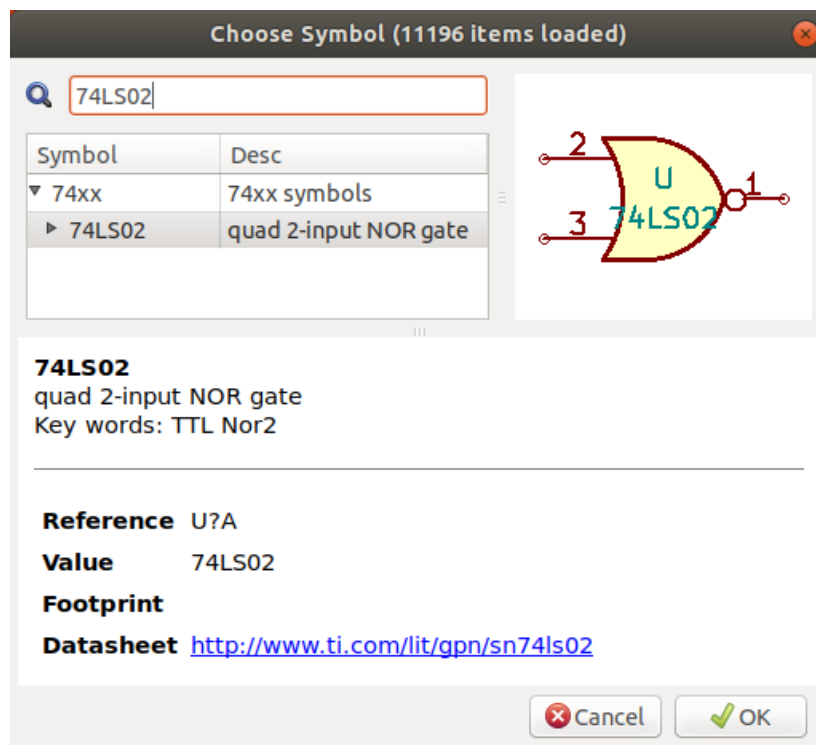 Choose Symbol (11196 items loaded)
74LS02
Symbol Desc
74xx 74xx symbols
74LS02 quad 2-input NOR gate
2
U
1
3
74LS02
74LS02
quad 2-input NOR gate
Key words: TTL Nor2
Reference U?A
Value 74LS02
Footprint
Datasheet http://www.ti.com/lit/gpn/sn74ls02
Cancel OK